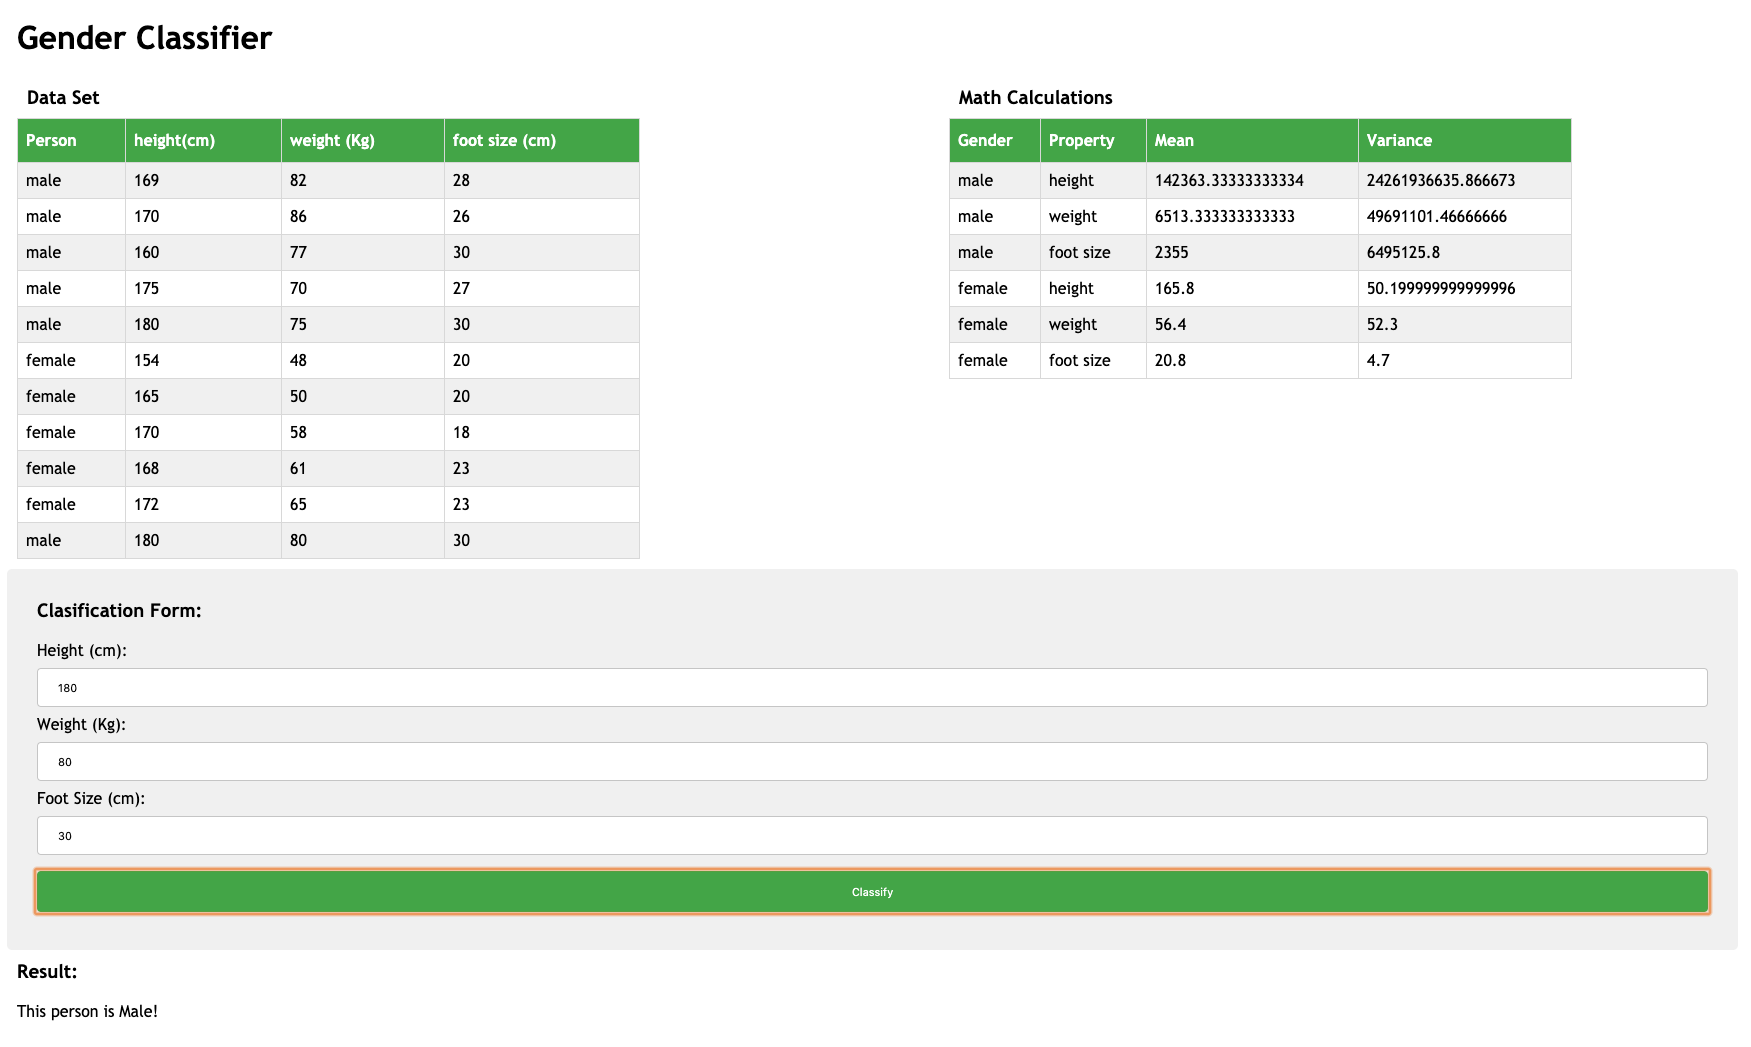 Gender Classifier
Data Set
Person height(cm) weight (Kg) foot size (cm)
male 169 82 28
male 170 86 26
male 160 77 30
male 175 70 27
male 180 75 30
female 154 48 20
female 165 50 20
female 170 58 18
female 168 61 23
female 172 65 23
male 180 80 30
Math Calculations
Gender Property Mean Variance
male height 142363.33333333334 24261936635.866673
male weight 6513.333333333333 49691101.46666666
male foot size 2355 6495125.8
female height 165.8 50.199999999999996
female weight 56.4 52.3
female foot size 20.8 4.7
Clasification Form:
Height (cm):
180
Weight (Kg):
80
Foot Size (cm):
30
Classify
Result:
This person is Male!